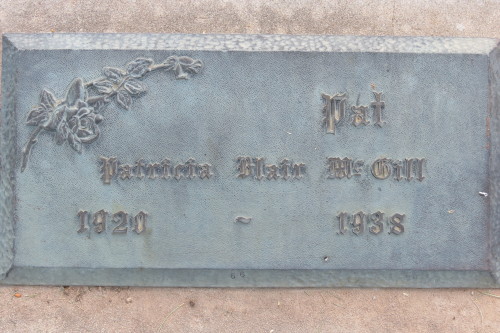 Pat
Patricia Blair McGill
1920 ~ 1938